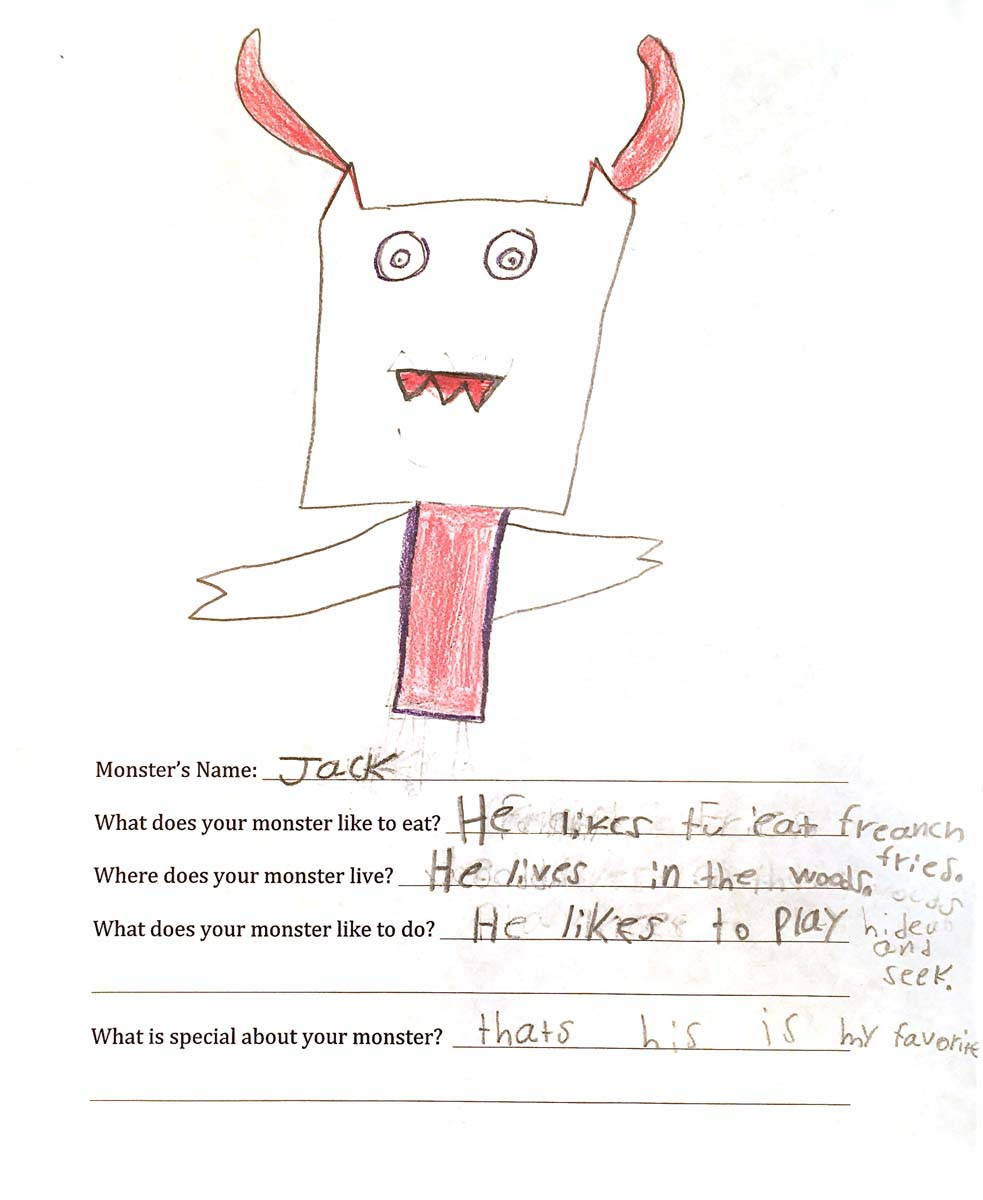 Monster's Name: Jack
What does your monster like to eat? He likes to eat freanch
fries.
Where does your monster live? He lives in the woods.
What does your monster like to do? He likes to play hideu
and
seek.
What is special about your monster? thats his is my favorite